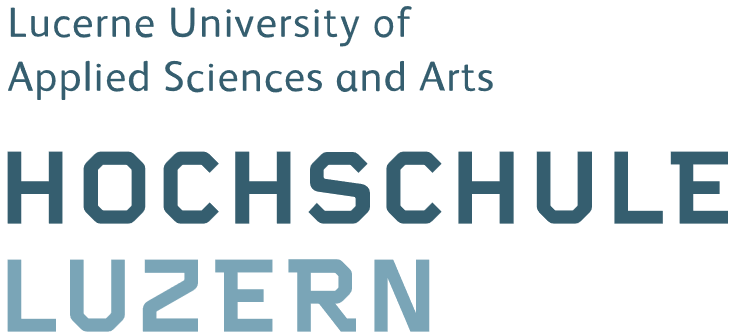 Lucerne University of
Applied Sciences and Arts
HOCHSCHULE
LUZERN